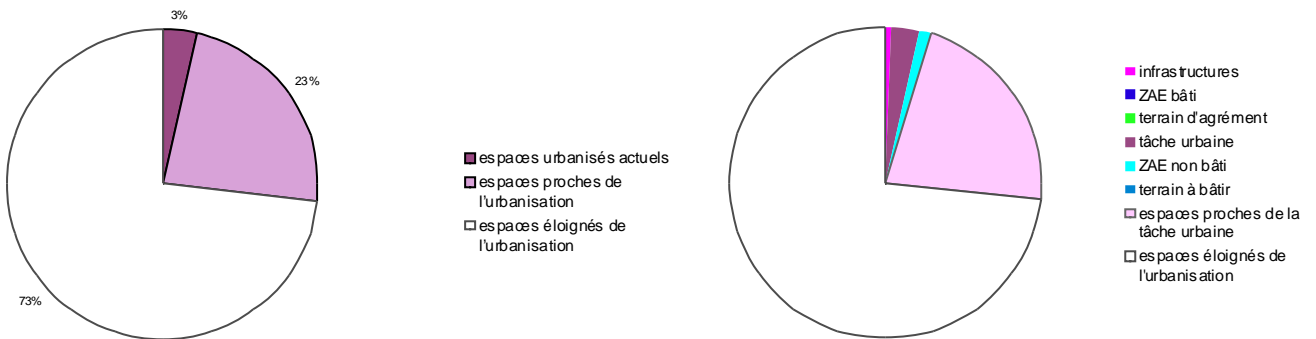 3%
23%
73%
espaces urbanisés actuels
espaces proches de
l'urbanisation
espaces éloignés de
l'urbanisation
infrastructures
ZAE bâti
terrain d'agrément
tâche urbaine
ZAE non bâti
terrain à bâtir
espaces proches de la
tâche urbaine
espaces éloignés de
l'urbanisation